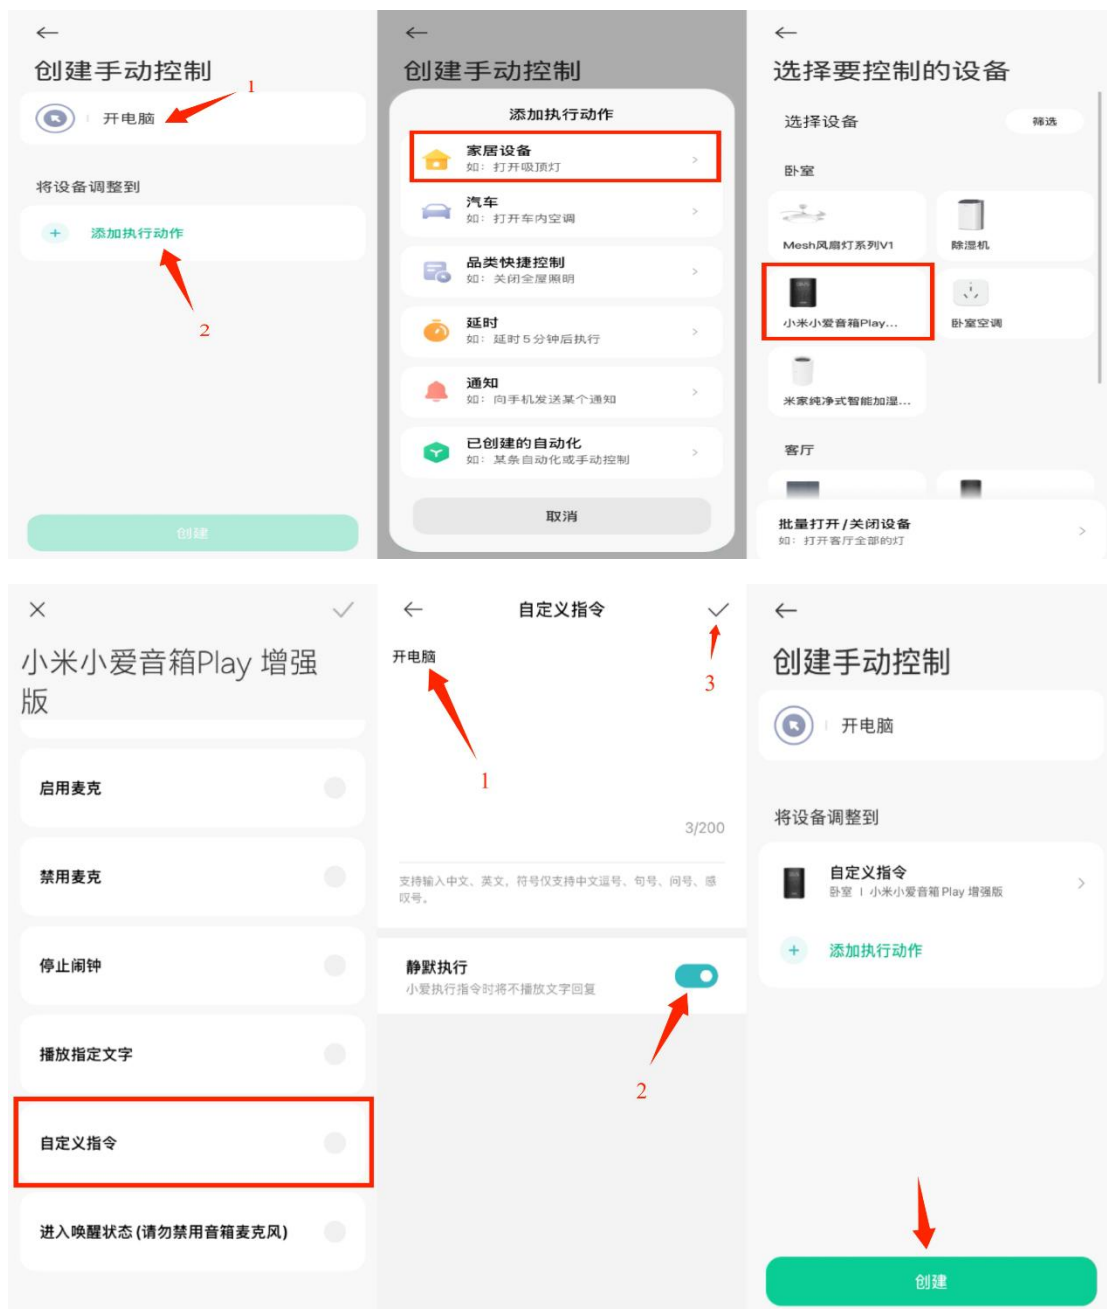 创建手动控制
1
开电脑
将设备调整到
添加执行动作
2
创建
创建手动控制
添加执行动作
家居设备
如：打开吸顶灯
汽车
如：打开车内空调
品类快捷控制
如：关闭全屋照明
延时
如：延时5分钟后执行
通知
如：向手机发送某个通知
已创建的自动化
如：某条自动化或手动控制
取消
选择要控制的设备
选择设备
筛选
卧室
Mesh风扇灯系列V1
除湿机
小米小爱音箱Play...
卧室空调
米家纯净式智能加湿...
客厅
批量打开/关闭设备
如：打开客厅全部的灯
小米小爱音箱Play 增强
版
启用麦克
禁用麦克
停止闹钟
播放指定文字
自定义指令
进入唤醒状态(请勿禁用音箱麦克风)
自定义指令
开电脑
3
1
3/200
支持输入中文、英文，符号仅支持中文逗号、句号、问号、感
叹号。
静默执行
小爱执行指令时将不播放文字回复
2
创建手动控制
开电脑
将设备调整到
自定义指令
卧室 | 小米小爱音箱Play 增强版
添加执行动作
创建